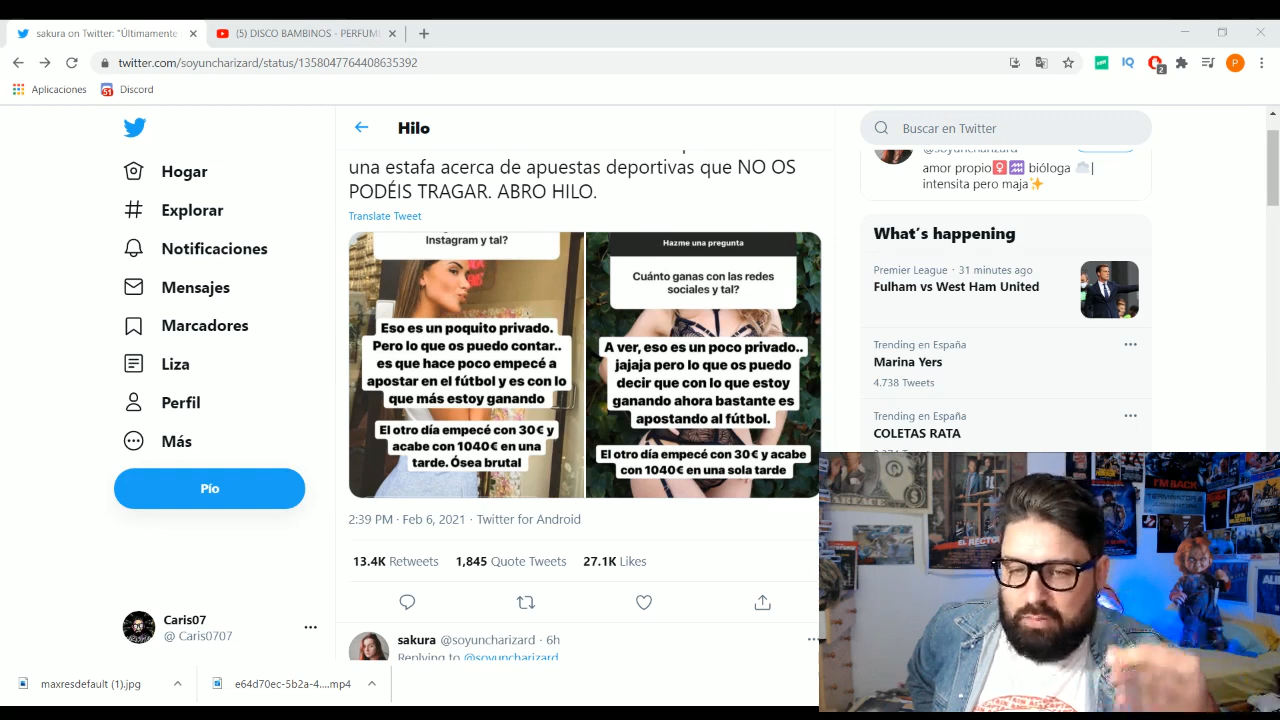 sakura on Twitter: "Últimamente
(5) DISCO BAMBINOS - PERFUM
twitter.com/soyuncharizard/status/1358047764408635392
Aplicaciones
Discord
Hilo
Buscar en Twitter
Hogar
Explorar
Notificaciones
Mensajes
Marcadores
Liza
Perfil
Más
Pío
Caris07
@ Caris0707
una estafa acerca de apuestas deportivas que NO OS
PODÉIS TRAGAR. ABRO HILO.
Translate Tweet
Instagram y tal?
Eso es un poquito privado.
Pero lo que os puedo contar..
es que hace poco empecé a
apostar en el fútbol y es con lo
que más estoy ganando
El otro día empecé con 30€ y
acabe con 1040€ en una
tarde. Ósea brutal
Hazme una pregunta
Cuánto ganas con las redes
sociales y tal?
A ver, eso es un poco privado..
jajaja pero lo que os puedo
decir que con lo que estoy
ganando ahora bastante es
apostando al fútbol.
El otro día empecé con 30€ y acabe
con 1040€ en una sola tarde
2:39 PM · Feb 6, 2021 · Twitter for Android
13.4K Retweets 1,845 Quote Tweets 27.1K Likes
sakura @soyuncharizard · 6h
Replying to @soyuncharizard
@soyuncharizard
amor propio♀️♒ bióloga ☁️|
intensita pero maja✨
What's happening
Premier League · 31 minutes ago
Fulham vs West Ham United
Trending en España
Marina Yers
4.738 Tweets
Trending en España
COLETAS RATA
maxresdefault (1).jpg
e64d70ec-5b2a-4....mp4
I'M BACK
EL RECTO